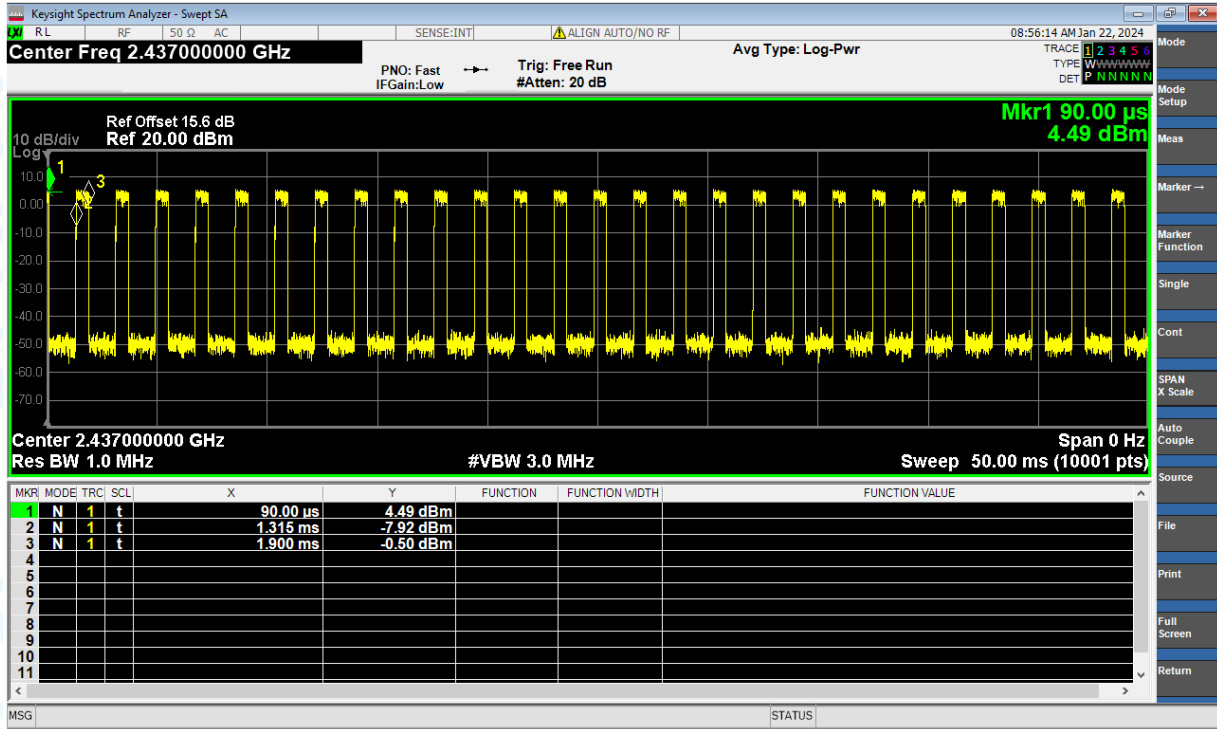 Keysight Spectrum Analyzer - Swept SA
LXI RL RF 50 Ω AC SENSE:INT ALIGN AUTO/NO RF 08:56:14 AM Jan 22, 2024
Center Freq 2.437000000 GHz
PNO: Fast
IFGain:Low
Trig: Free Run
#Atten: 20 dB
Avg Type: Log-Pwr
TRACE 1 2 3 4 5 6
TYPE WWWWWWW
DET P N N N N N
Mkr1 90.00 µs
4.49 dBm
Ref Offset 15.6 dB
10 dB/div Ref 20.00 dBm
Log
1
3
2
10.0
0.00
-10.0
-20.0
-30.0
-40.0
-50.0
-60.0
-70.0
Center 2.437000000 GHz Span 0 Hz
Res BW 1.0 MHz #VBW 3.0 MHz Sweep 50.00 ms (10001 pts)
MKR MODE TRC SCL X Y FUNCTION FUNCTION WIDTH FUNCTION VALUE
1 N 1 t 90.00 µs 4.49 dBm
2 N 1 t 1.315 ms -7.92 dBm
3 N 1 t 1.900 ms -0.50 dBm
4
5
6
7
8
9
10
11
MSG STATUS
Mode
Mode
Setup
Meas
Marker →
Marker
Function
Single
Cont
SPAN
X Scale
Auto
Couple
Source
File
Print
Full
Screen
Return